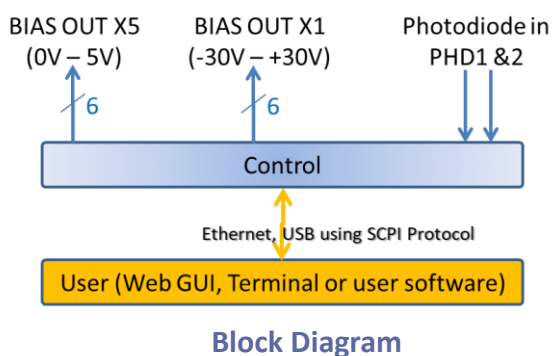 BIAS OUT X5
(0V – 5V)
BIAS OUT X1
(-30V – +30V)
Photodiode in
PHD1 &2
6
6
Control
Ethernet, USB using SCPI Protocol
User (Web GUI, Terminal or user software)
Block Diagram